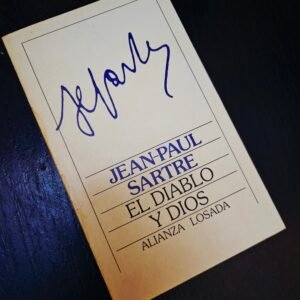 JEAN-PAUL
SARTRE
EL DIABLO
Y DIOS
ALIANZA LOSADA